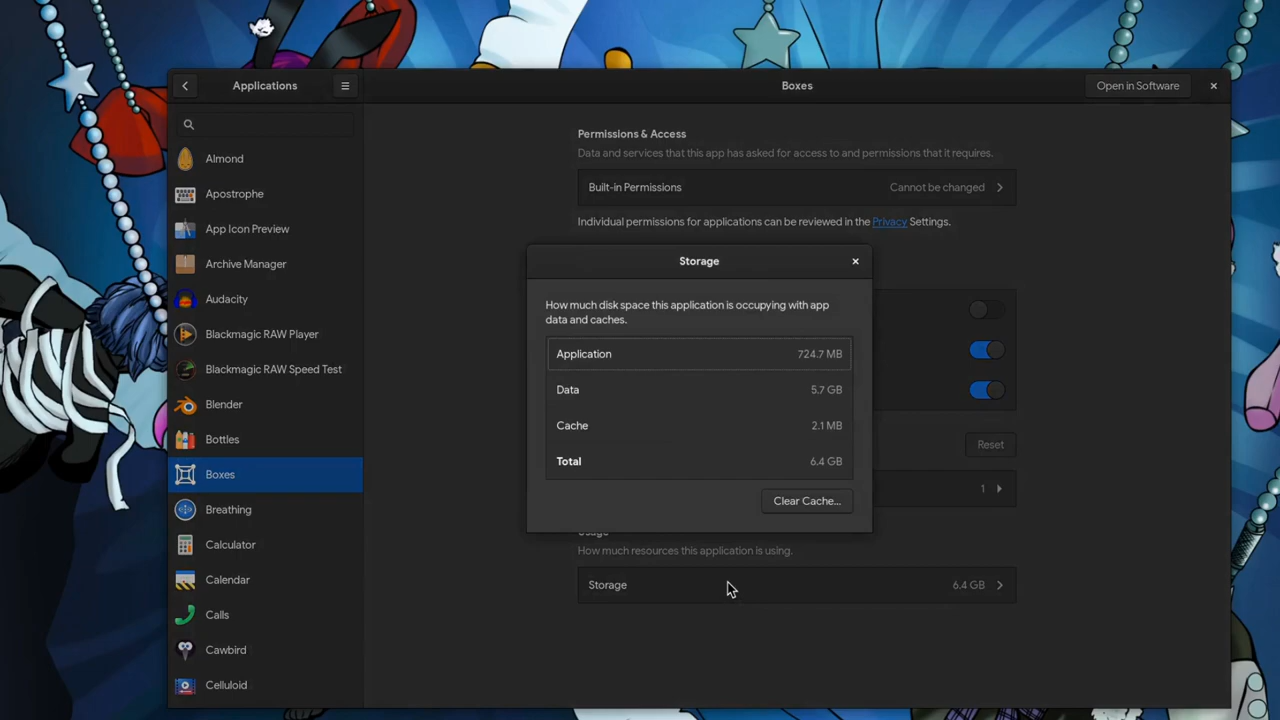 Applications
Boxes
Open in Software
Almond
Apostrophe
App Icon Preview
Archive Manager
Audacity
Blackmagic RAW Player
Blackmagic RAW Speed Test
Blender
Bottles
Boxes
Breathing
Calculator
Calendar
Calls
Cawbird
Celluloid
Permissions & Access
Data and services that this app has asked for access to and permissions that it requires.
Built-in Permissions Cannot be changed
Individual permissions for applications can be reviewed in the Privacy Settings.
Reset
1
Usage
How much resources this application is using.
Storage 6.4 GB
Storage
How much disk space this application is occupying with app
data and caches.
Application 724.7 MB
Data 5.7 GB
Cache 2.1 MB
Total 6.4 GB
Clear Cache...